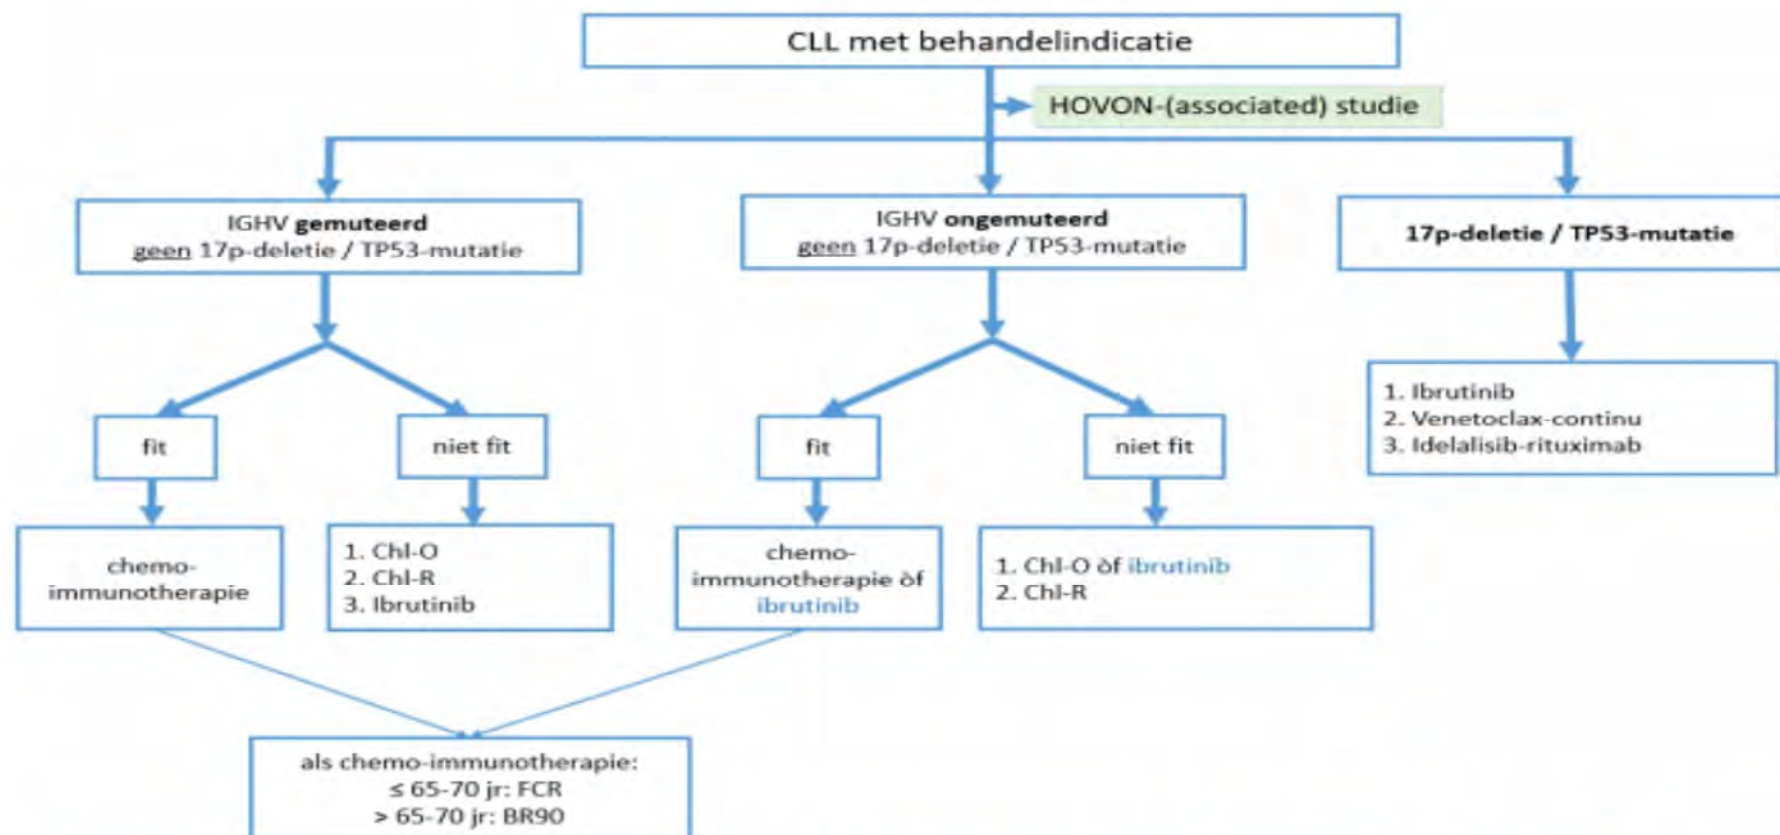 CLL met behandelindicatie
HOVON-(associated) studie
IGHV gemuteerd
geen 17p-deletie / TP53-mutatie
IGHV ongemuteerd
geen 17p-deletie / TP53-mutatie
17p-deletie / TP53-mutatie
fit
niet fit
fit
niet fit
1. Ibrutinib
2. Venetoclax-continu
3. Idelalisib-rituximab
chemo-
immunotherapie
1. Chl-O
2. Chl-R
3. Ibrutinib
chemo-
immunotherapie òf
ibrutinib
1. Chl-O òf ibrutinib
2. Chl-R
als chemo-immunotherapie:
≤ 65-70 jr: FCR
> 65-70 jr: BR90